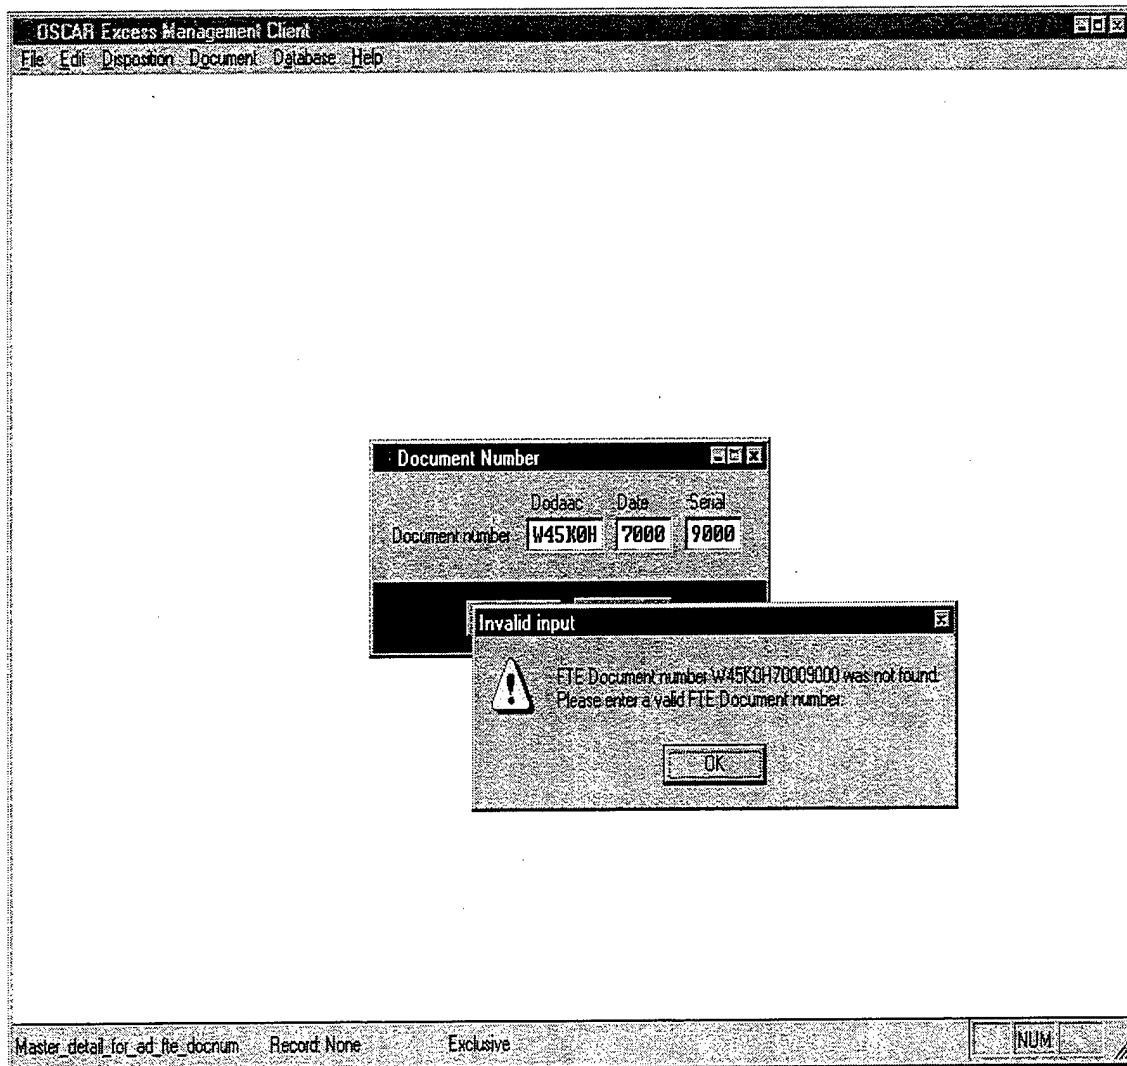 OSCAR Excess Management Client
File Edit Disposition Document Database Help
Document Number
Dodaac Date Serial
Document number W45K0H 7000 9000
Invalid input
FTE Document number W45K0H70009000 was not found.
Please enter a valid FTE Document number.
OK
Master_detail_for_ad_fte_docnum Record: None Exclusive NUM